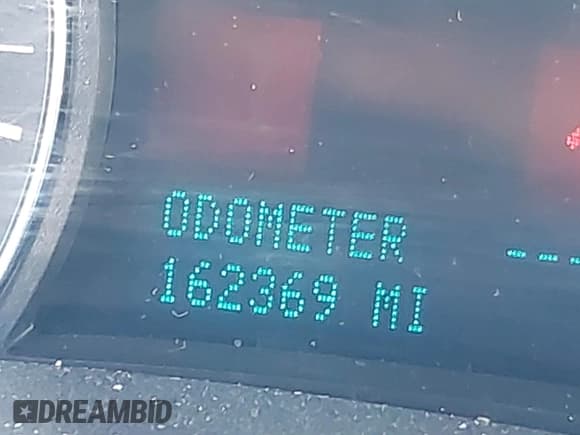 ODOMETER ---
162369 MI
DREAMBID